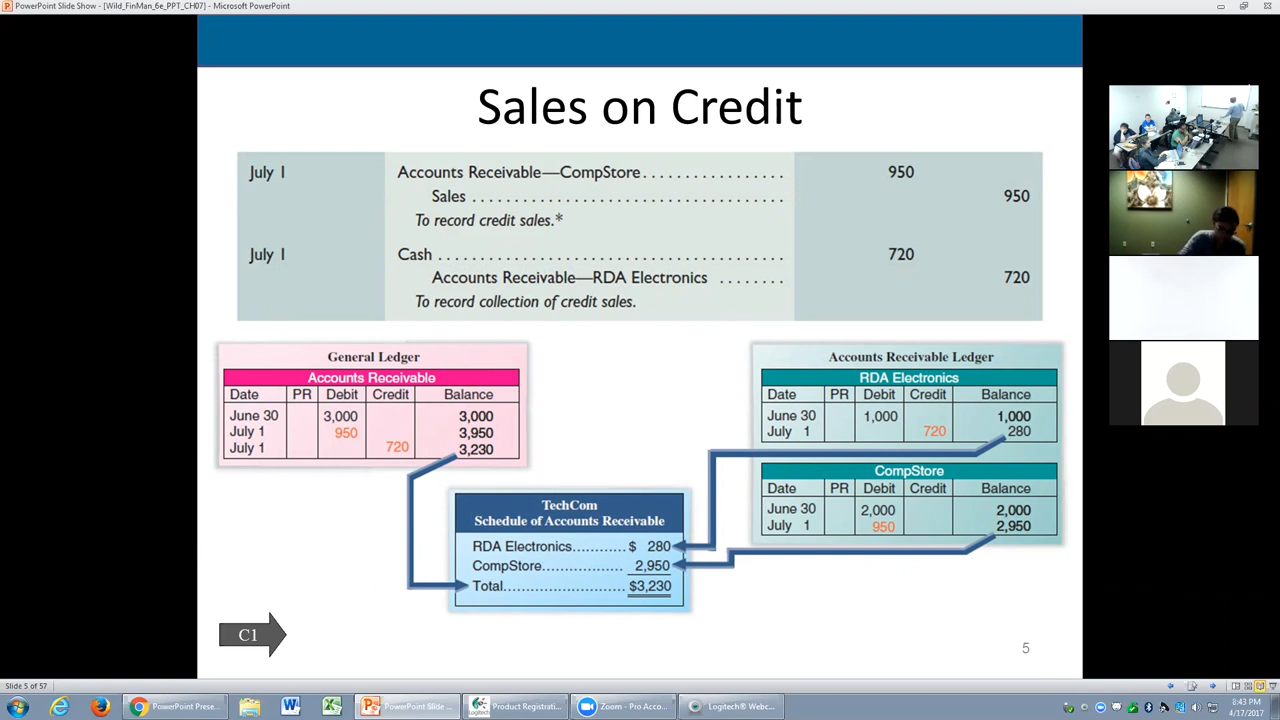 PowerPoint Slide Show - [Wild_FinMan_6e_PPT_CH07] - Microsoft PowerPoint
Sales on Credit
July 1 Accounts Receivable—CompStore . . . . . . . . . . . . . . . . . 950
Sales . . . . . . . . . . . . . . . . . . . . . . . . . . . . . . . . . . . . . 950
To record credit sales.*
July 1 Cash . . . . . . . . . . . . . . . . . . . . . . . . . . . . . . . . . . . . . . . . . 720
Accounts Receivable—RDA Electronics . . . . . . . . 720
To record collection of credit sales.
General Ledger
Accounts Receivable
Date PR Debit Credit Balance
June 30 3,000 3,000
July 1 950 3,950
July 1 720 3,230
Accounts Receivable Ledger
RDA Electronics
Date PR Debit Credit Balance
June 30 1,000 1,000
July 1 720 280
CompStore
Date PR Debit Credit Balance
June 30 2,000 2,000
July 1 950 2,950
TechCom
Schedule of Accounts Receivable
RDA Electronics............ $ 280
CompStore.................... 2,950
Total.............................. $3,230
C1
5
Slide 5 of 57
PowerPoint Prese...
PowerPoint Slide ...
Product Registrati...
Zoom - Pro Acco...
Logitech® Webc...
8:43 PM
4/17/2017